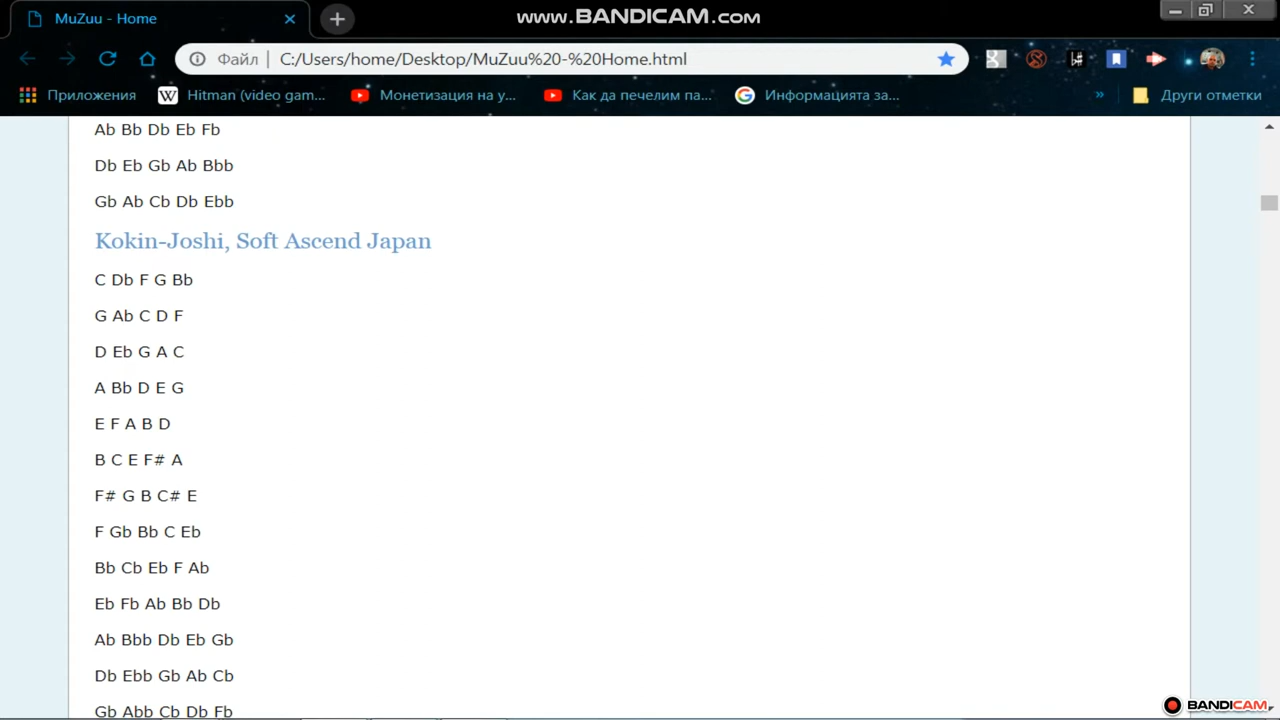 MuZuu - Home
www.BANDICAM.com
Файл
C:/Users/home/Desktop/MuZuu%20-%20Home.html
Приложения
Hitman (video gam...
Монетизация на у...
Как да печелим па...
Информацията за...
»
Други отметки
Ab Bb Db Eb Fb
Db Eb Gb Ab Bbb
Gb Ab Cb Db Ebb
Kokin-Joshi, Soft Ascend Japan
C Db F G Bb
G Ab C D F
D Eb G A C
A Bb D E G
E F A B D
B C E F# A
F# G B C# E
F Gb Bb C Eb
Bb Cb Eb F Ab
Eb Fb Ab Bb Db
Ab Bbb Db Eb Gb
Db Ebb Gb Ab Cb
Gb Abb Cb Db Fb
BANDICAM